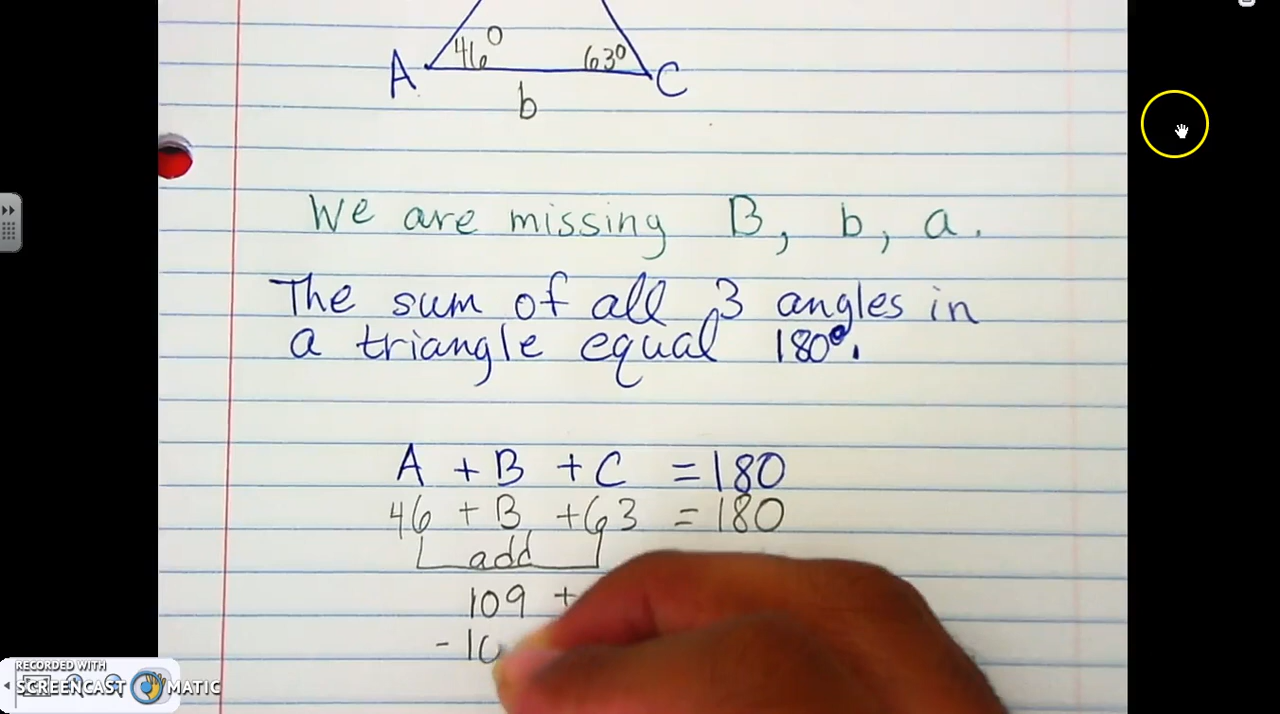 46° 63°
A C
b
We are missing B, b, a.
The sum of all 3 angles in
a triangle equal 180°.
A + B + C = 180
46 + B + 63 = 180
add
109 +
- 10
RECORDED WITH
SCREENCAST MATIC